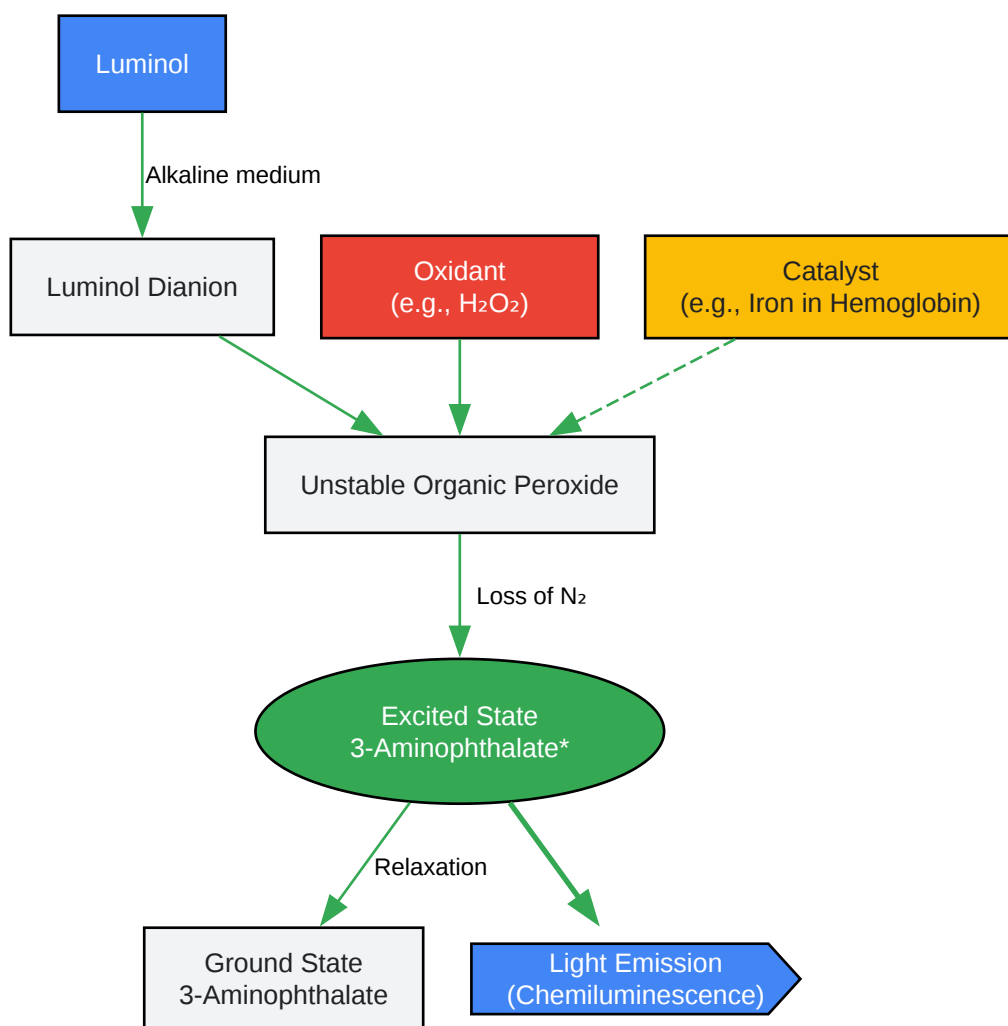 Luminol
Alkaline medium
Luminol Dianion
Oxidant
(e.g., H₂O₂)
Catalyst
(e.g., Iron in Hemoglobin)
Unstable Organic Peroxide
Loss of N₂
Excited State
3-Aminophthalate*
Relaxation
Ground State
3-Aminophthalate
Light Emission
(Chemiluminescence)